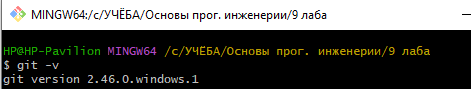 MINGW64:/c/УЧЁБА/Основы прог. инженерии/9 лаба
HP@HP-Pavilion MINGW64 /c/УЧЁБА/Основы прог. инженерии/9 лаба
$ git -v
git version 2.46.0.windows.1